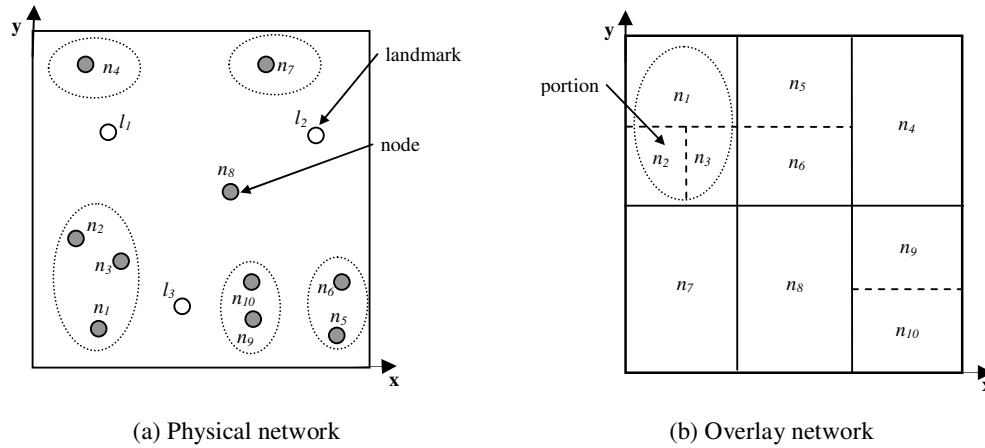 y
n4
n7
landmark
l1
l2
node
n8
n2
n3
n1
l3
n10
n9
n6
n5
x
(a) Physical network
y
portion
n1
n5
n4
n2
n3
n6
n7
n8
n9
n10
x
(b) Overlay network